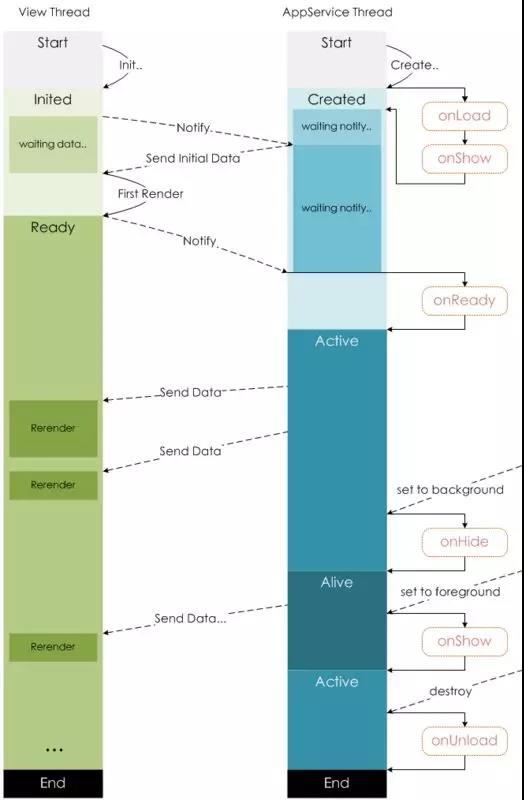 View Thread
AppService Thread
Start
Start
Init..
Create..
Inited
Created
onLoad
waiting data..
Notify
waiting notify..
Send Initial Data
onShow
First Render
waiting notify..
Ready
Notify
onReady
Active
Send Data
Rerender
Send Data
Rerender
set to background
onHide
Alive
set to foreground
Send Data...
Rerender
onShow
Active
destroy
onUnload
...
End
End